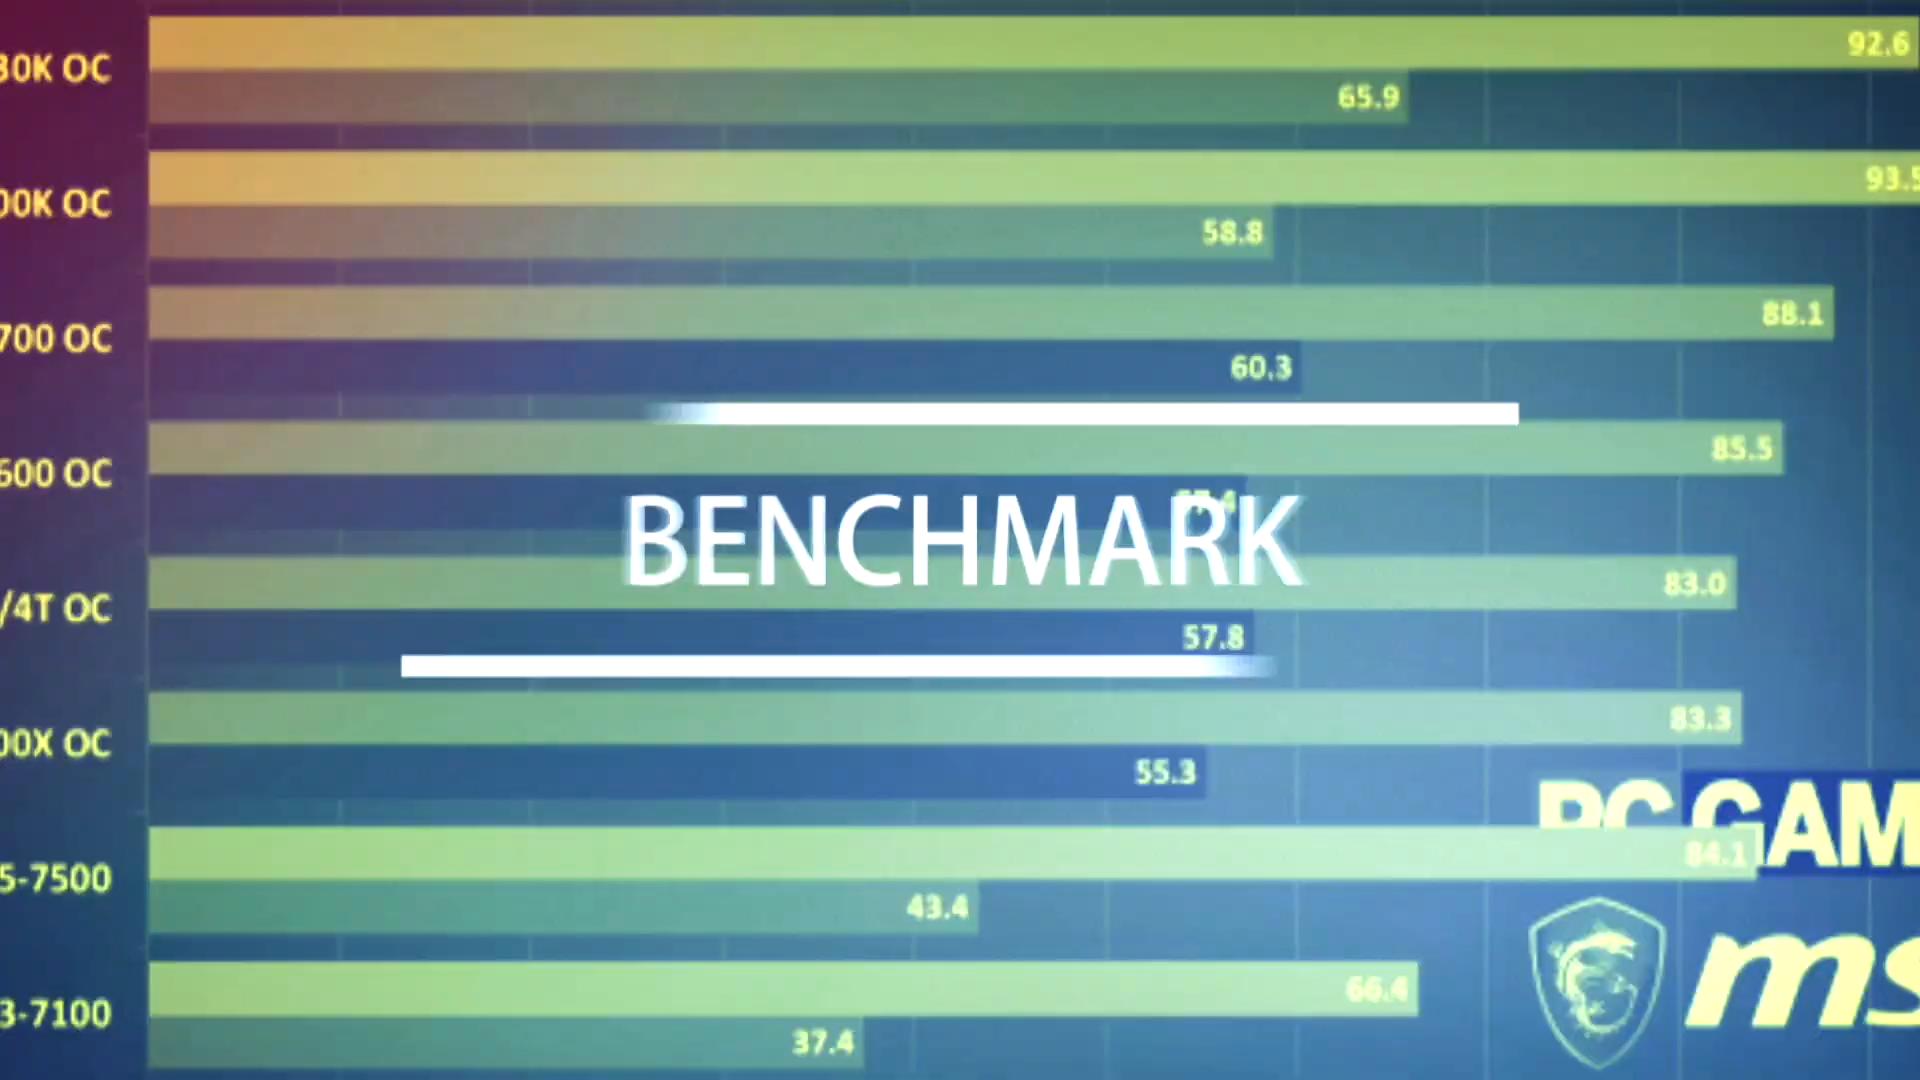 30K OC
92.6
65.9
00K OC
93.5
58.8
700 OC
88.1
60.3
600 OC
85.5
BENCHMARK
/4T OC
83.0
57.8
00X OC
83.3
55.3
PC GAM
5-7500
84.1
43.4
ms
3-7100
66.4
37.4